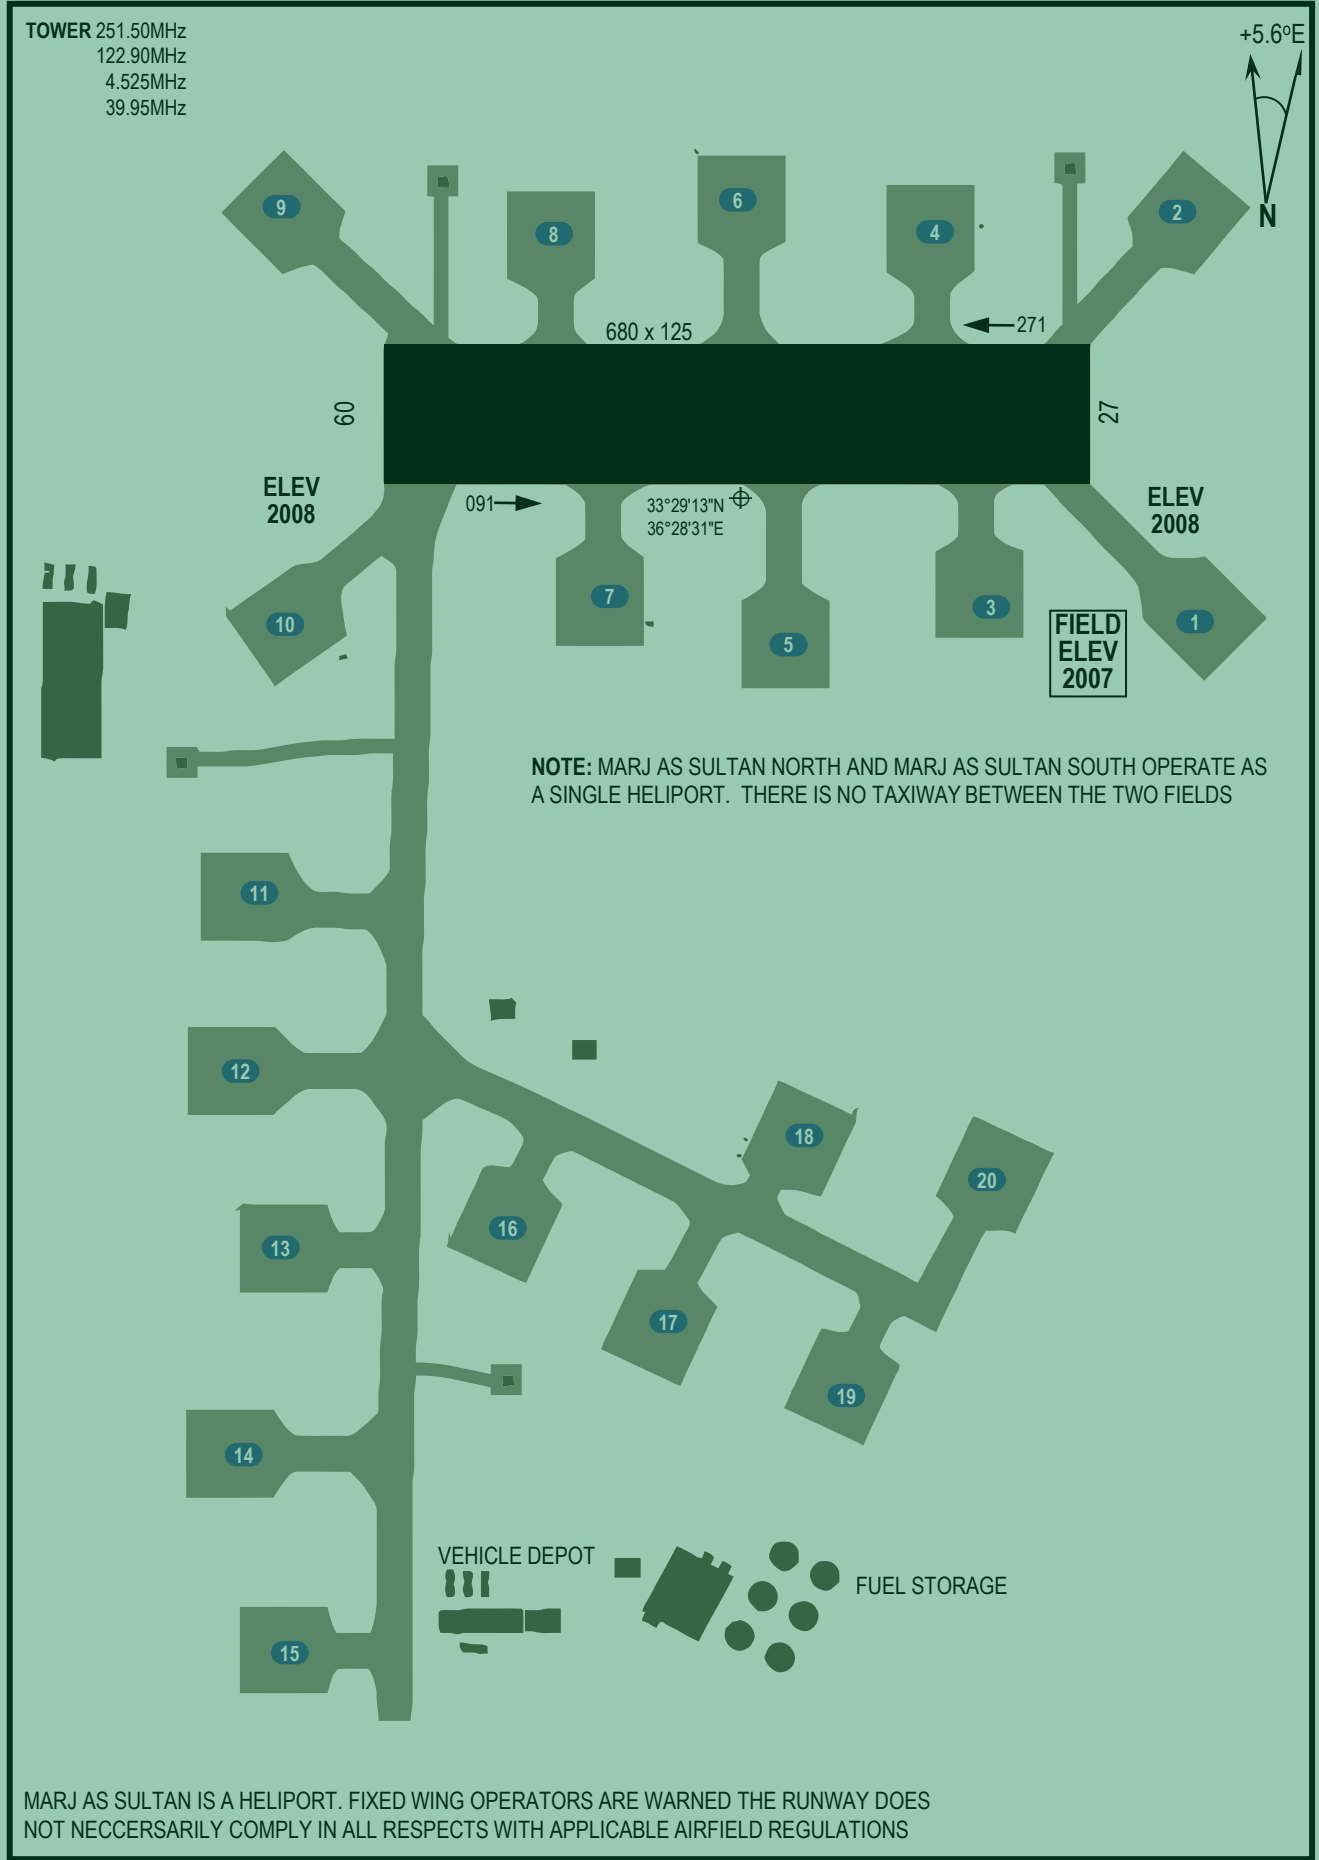 TOWER 251.50MHz
122.90MHz
4.525MHz
39.95MHz
+5.6ºE
N
9
8
6
4
2
680 x 125
271
09
27
ELEV
2008
091
33°29'13"N
36°28'31"E
ELEV
2008
10
7
5
3
1
FIELD
ELEV
2007
NOTE: MARJ AS SULTAN NORTH AND MARJ AS SULTAN SOUTH OPERATE AS
A SINGLE HELIPORT. THERE IS NO TAXIWAY BETWEEN THE TWO FIELDS
11
12
18
20
16
13
17
19
14
VEHICLE DEPOT
FUEL STORAGE
15
MARJ AS SULTAN IS A HELIPORT. FIXED WING OPERATORS ARE WARNED THE RUNWAY DOES
NOT NECCERSARILY COMPLY IN ALL RESPECTS WITH APPLICABLE AIRFIELD REGULATIONS